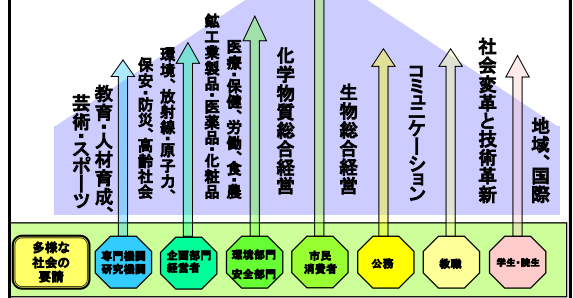 芸術・スポーツ
教育・人材育成、
保安・防災、高齢社会
環境、放射線・原子力、
鉱工業製品・医薬品・化粧品
医療・保健、労働、食・農
化学物質総合経営
生物総合経営
コミュニケーション
社会変革と技術革新
地域、国際
多様な
社会の
要請
専門機関
研究機関
企画部門
経営者
環境部門
安全部門
市民
消費者
公務
教職
学生・院生